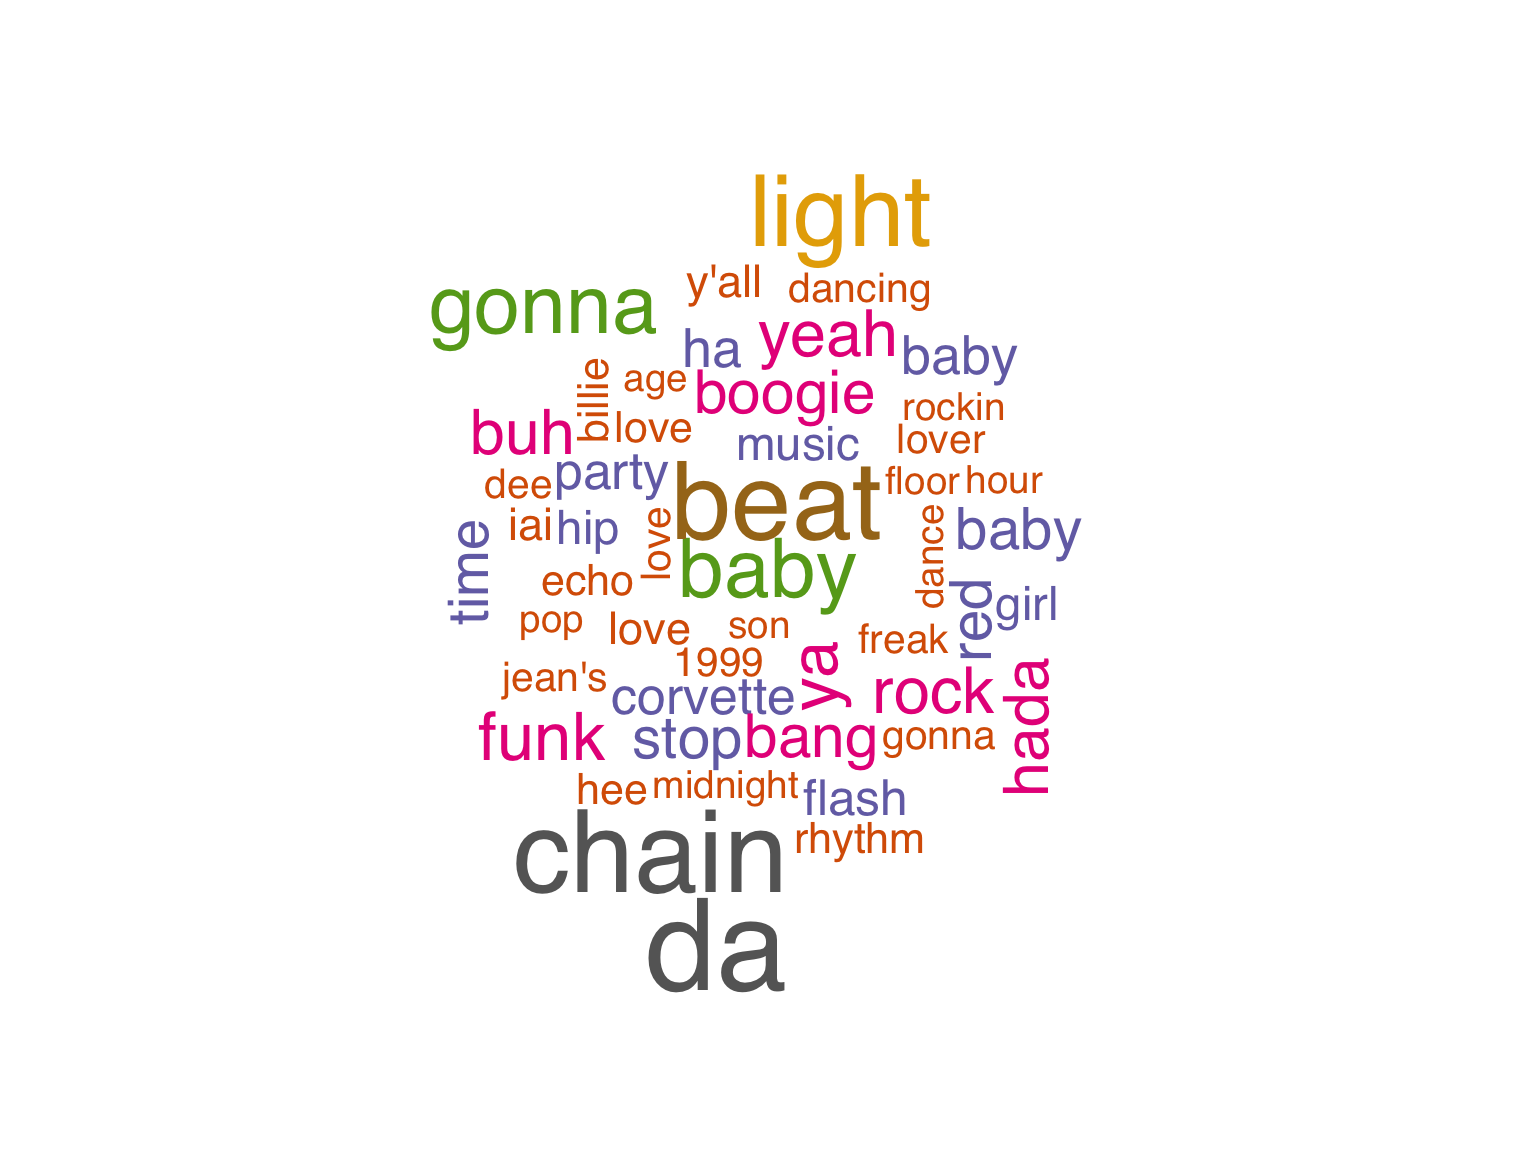 light
y'all
dancing
gonna
yeah
ha
baby
billie
age
boogie
rockin
buh
love
music
lover
dee
party
beat
floor
hour
time
iai
hip
love
dance
baby
echo
baby
red
girl
pop
love
son
freak
1999
ya
jean's
corvette
rock
hada
funk
stop
bang
gonna
hee
midnight
flash
chain
rhythm
da